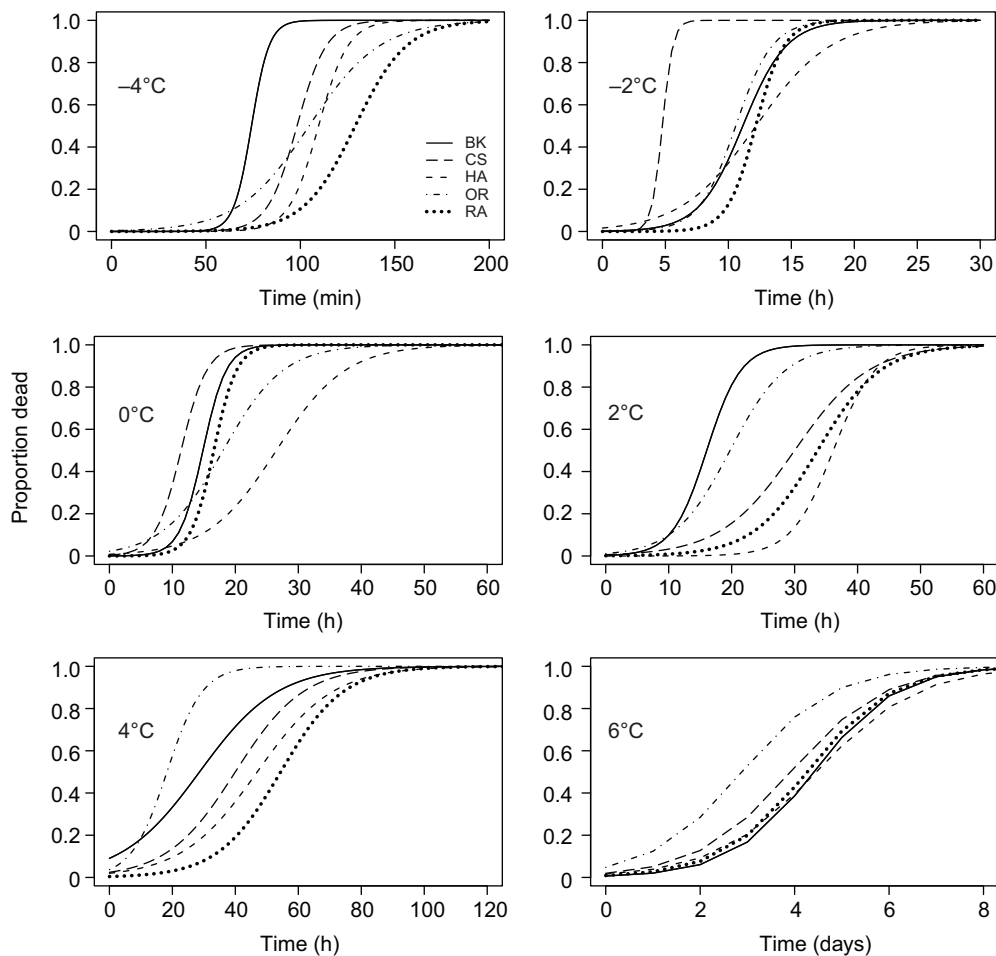 1.0
0.8
0.6
0.4
0.2
0
–4°C
BK
CS
HA
OR
RA
0 50 100 150 200
Time (min)
1.0
0.8
0.6
0.4
0.2
0
–2°C
0 5 10 15 20 25 30
Time (h)
Proportion dead
1.0
0.8
0.6
0.4
0.2
0
0°C
0 10 20 30 40 50 60
Time (h)
1.0
0.8
0.6
0.4
0.2
0
2°C
0 10 20 30 40 50 60
Time (h)
1.0
0.8
0.6
0.4
0.2
0
4°C
0 20 40 60 80 100 120
Time (h)
1.0
0.8
0.6
0.4
0.2
0
6°C
0 2 4 6 8
Time (days)